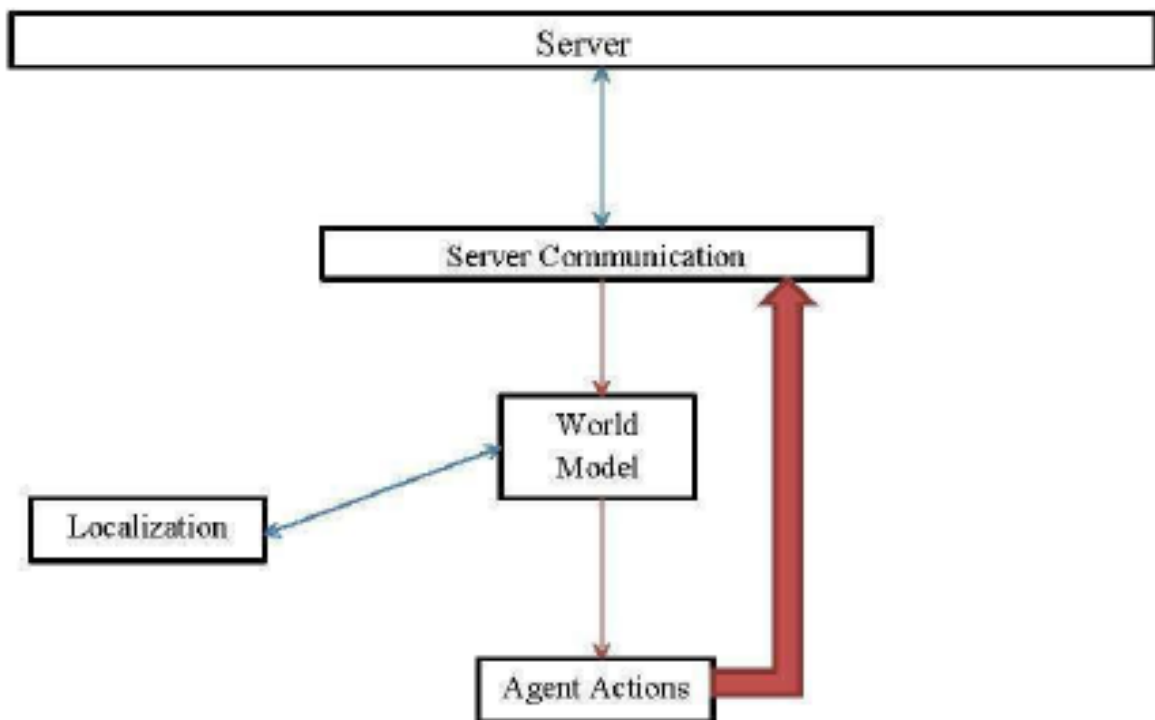 Server
Server Communication
World
Model
Localization
Agent Actions